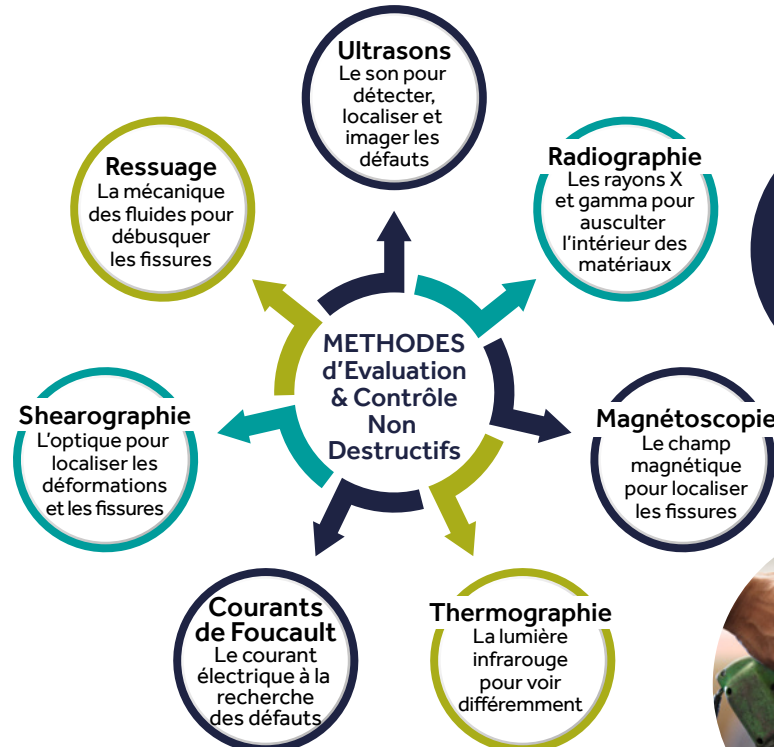 Ultrasons
Le son pour
détecter,
localiser et
imager les
défauts
Radiographie
Les rayons X
et gamma pour
ausculter
l'intérieur des
matériaux
Magnétoscopie
Le champ
magnétique
pour localiser
les fissures
Thermographie
La lumière
infrarouge
pour voir
différemment
Courants
de Foucault
Le courant
électrique à la
recherche
des défauts
Shearographie
L'optique pour
localiser les
déformations
et les fissures
Ressuage
La mécanique
des fluides pour
débusquer
les fissures
METHODES
d'Evaluation
& Contrôle
Non
Destructifs